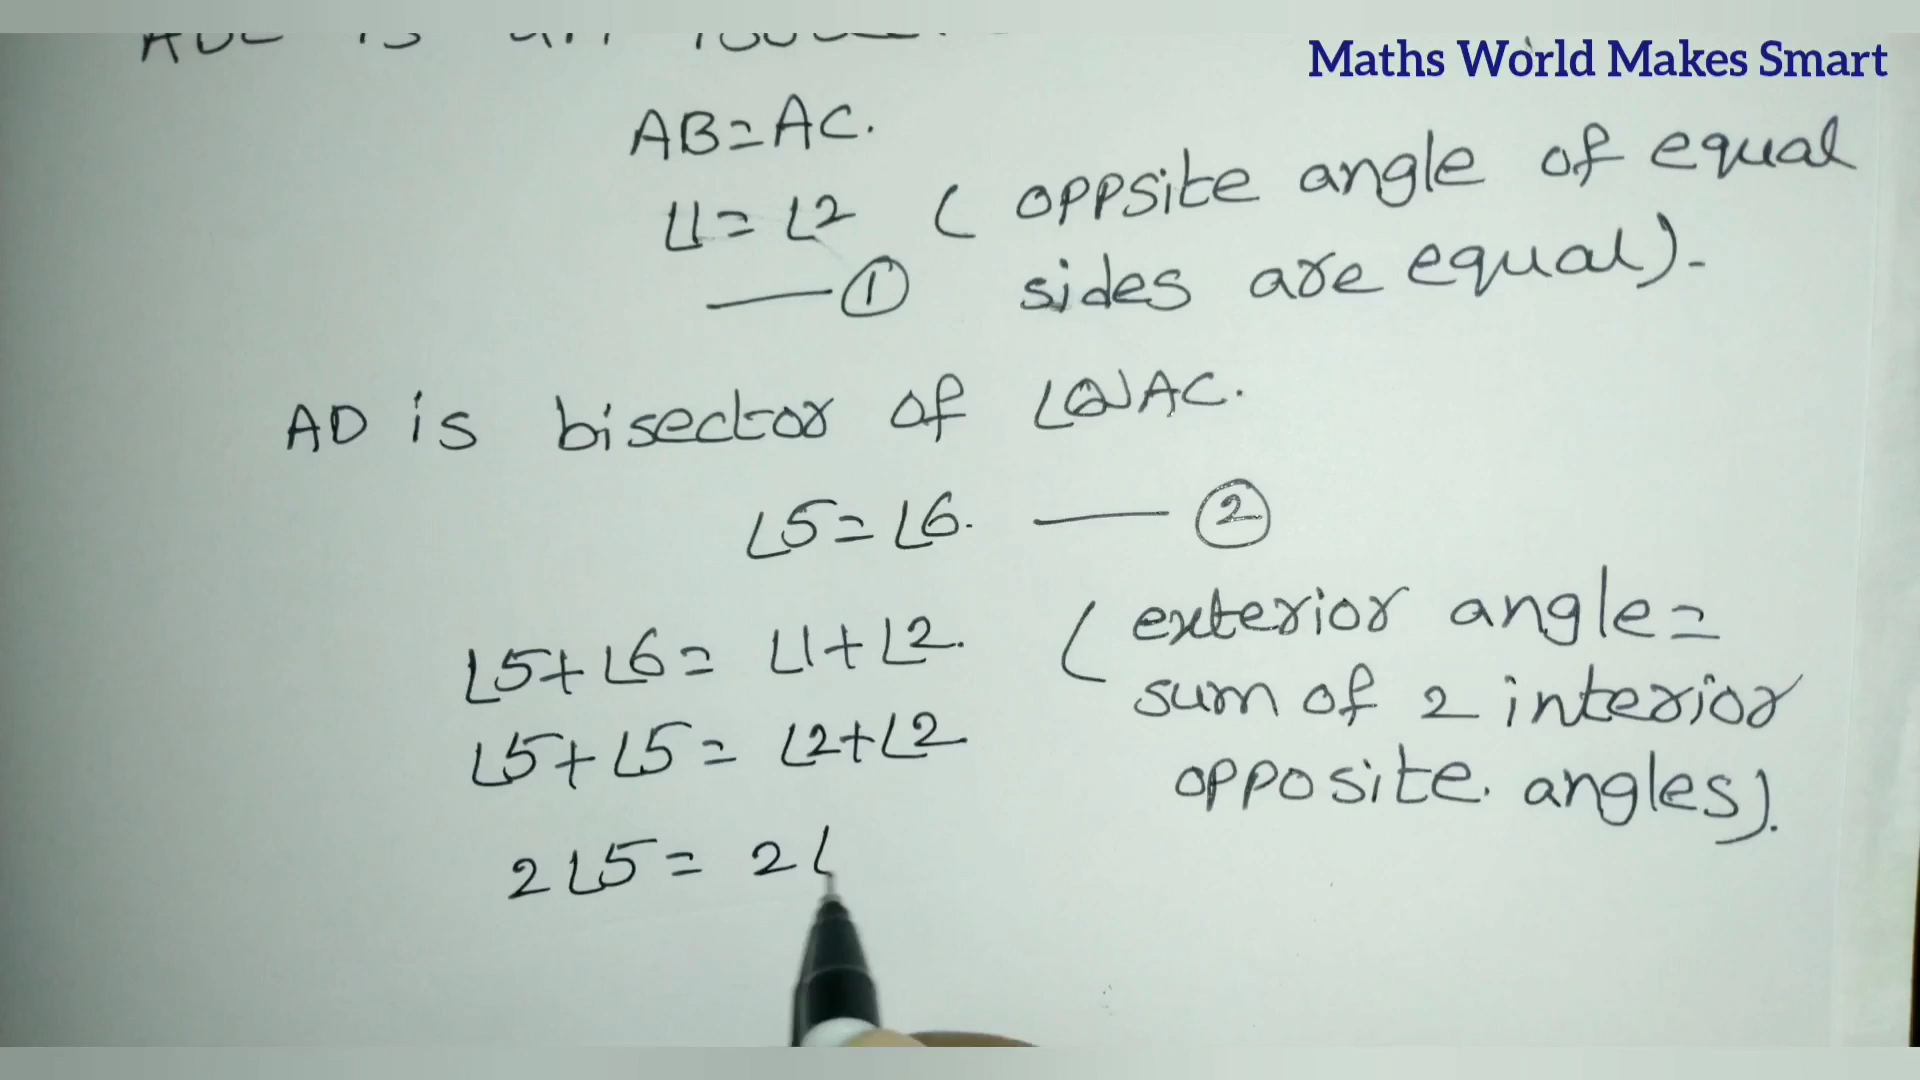 Maths World Makes Smart
is an
AB=AC.
∠1=∠2 ( oppsite angle of equal
——① sides are equal).
AD is bisector of ∠QAC.
∠5=∠6. —— ②
∠5+∠6= ∠1+∠2. (exterior angle=
sum of 2 interior
∠5+∠5= ∠2+∠2
opposite. angles).
2∠5= 2∠